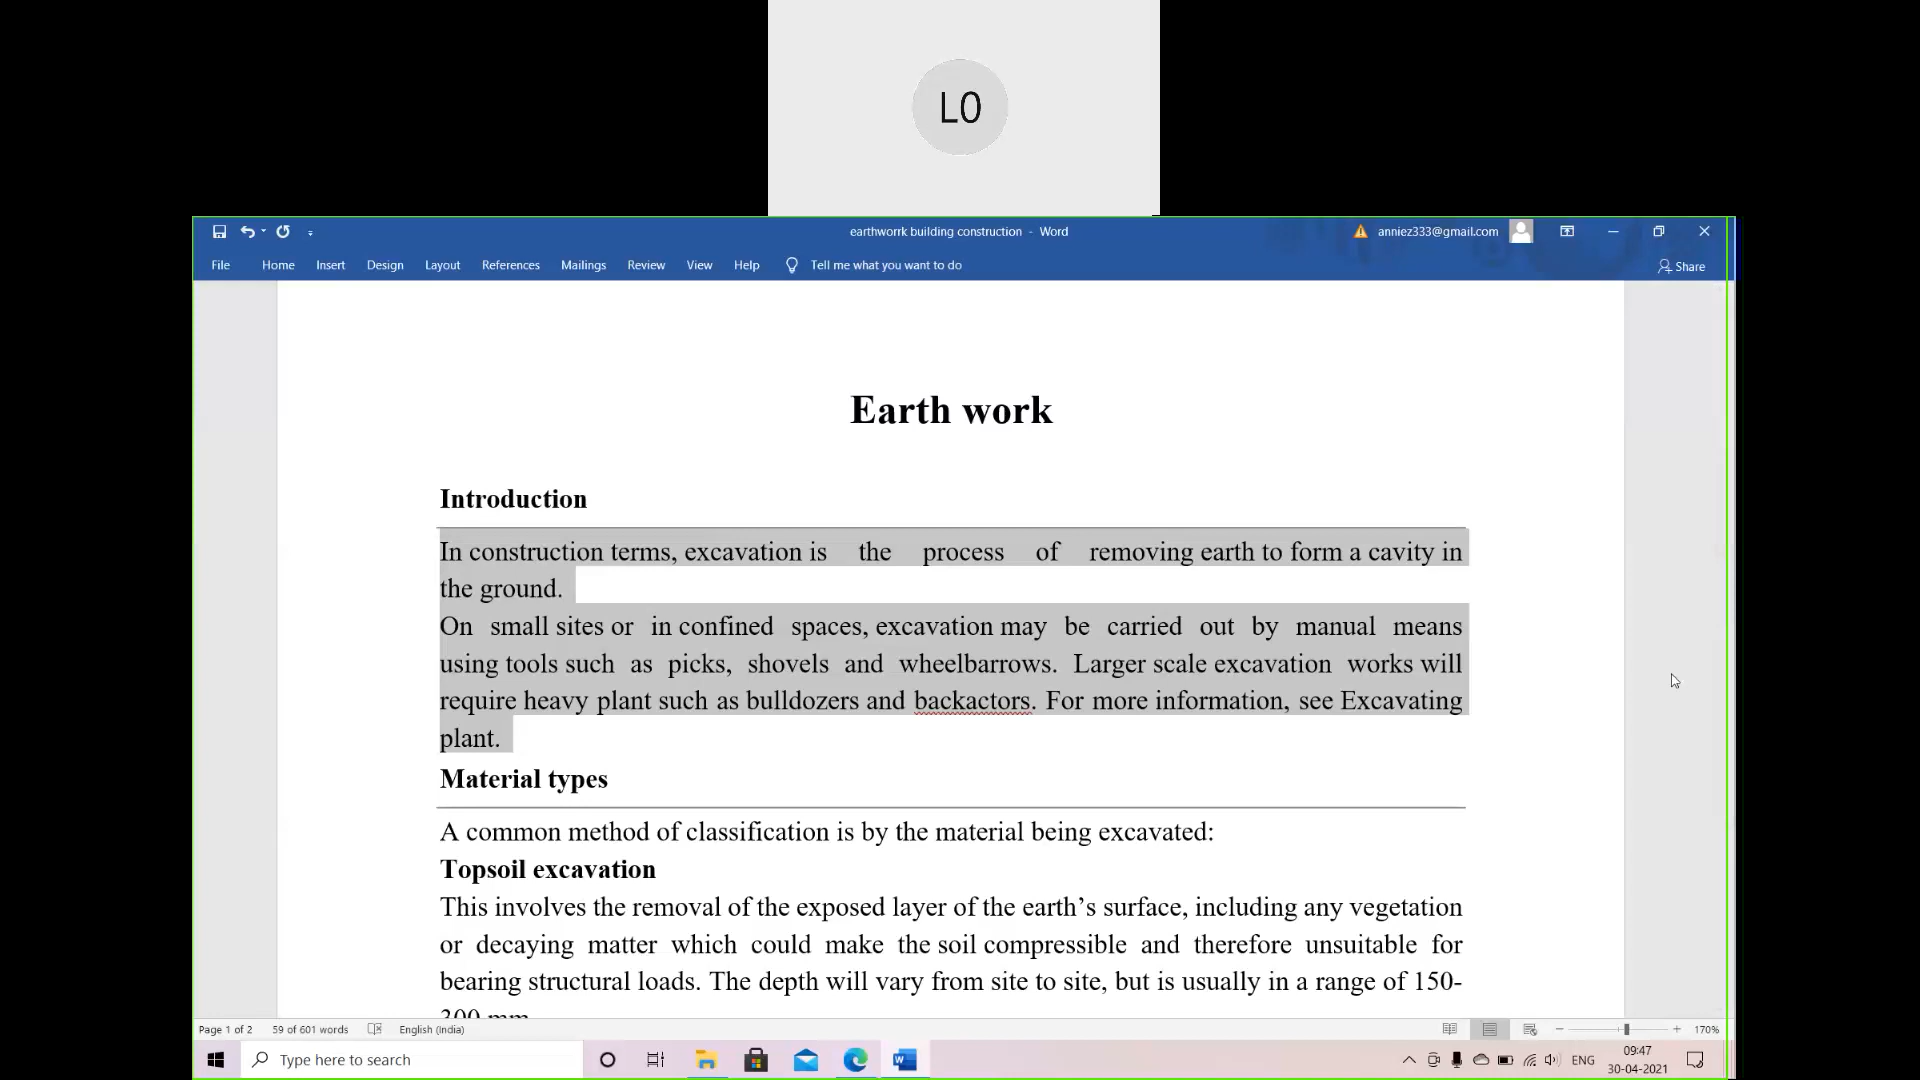 L0
earthworrk building construction - Word
anniez333@gmail.com
File Home Insert Design Layout References Mailings Review View Help Tell me what you want to do
Share
Earth work
Introduction
In construction terms, excavation is the process of removing earth to form a cavity in
the ground.
On small sites or in confined spaces, excavation may be carried out by manual means
using tools such as picks, shovels and wheelbarrows. Larger scale excavation works will
require heavy plant such as bulldozers and backactors. For more information, see Excavating
plant.
Material types
A common method of classification is by the material being excavated:
Topsoil excavation
This involves the removal of the exposed layer of the earth’s surface, including any vegetation
or decaying matter which could make the soil compressible and therefore unsuitable for
bearing structural loads. The depth will vary from site to site, but is usually in a range of 150-
300 mm
Page 1 of 2 59 of 601 words English (India) 170%
Type here to search
ENG
09:47
30-04-2021